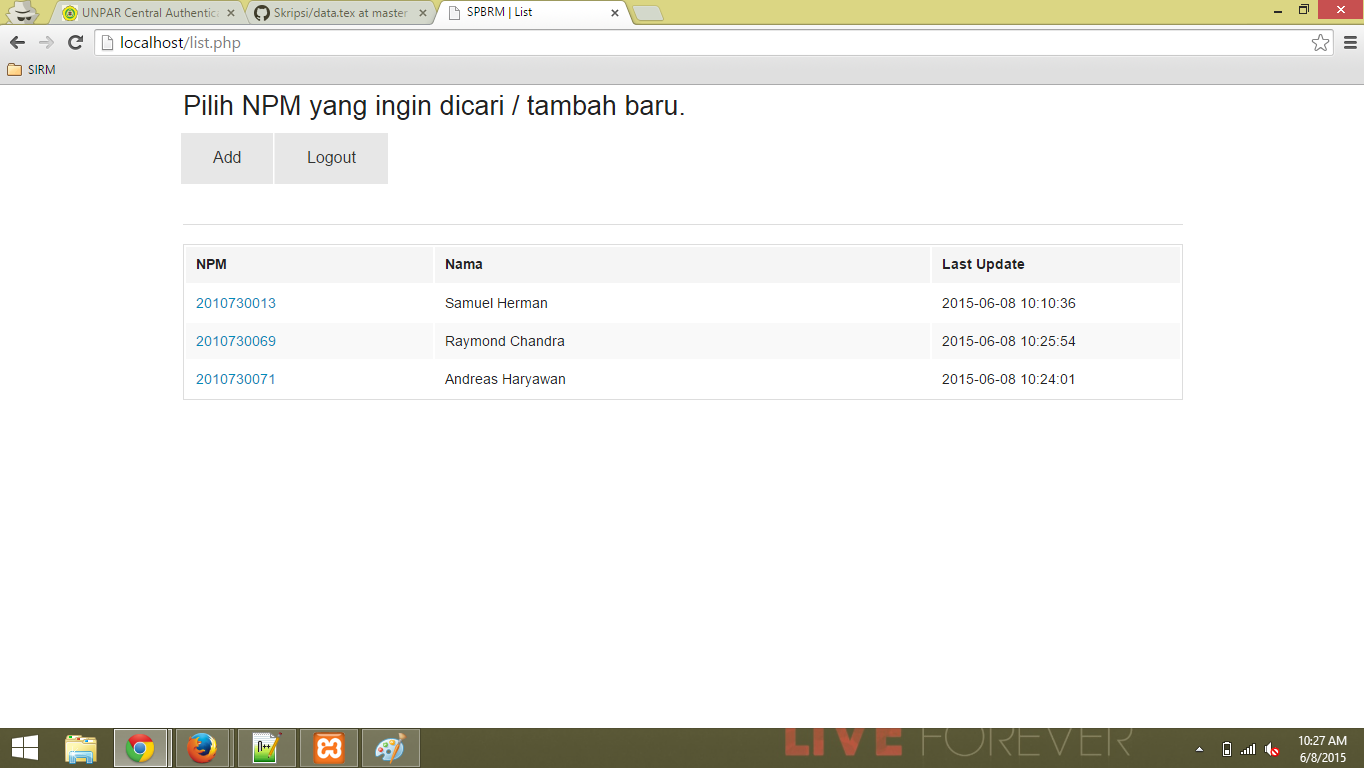 UNPAR Central Authentic
Skripsi/data.tex at master
SPBRM | List
localhost/list.php
SIRM
Pilih NPM yang ingin dicari / tambah baru.
Add Logout
NPM Nama Last Update
2010730013 Samuel Herman 2015-06-08 10:10:36
2010730069 Raymond Chandra 2015-06-08 10:25:54
2010730071 Andreas Haryawan 2015-06-08 10:24:01
LIVE FOREVER
10:27 AM
6/8/2015